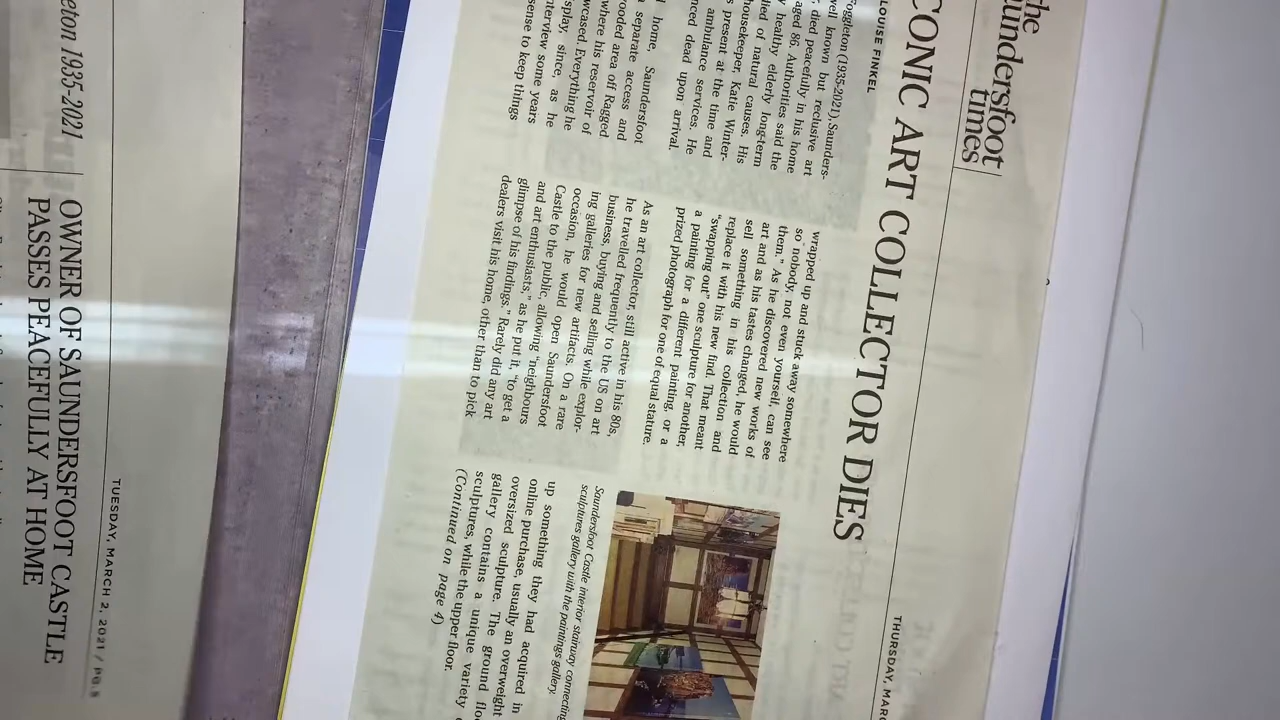 The
Saundersfoot
times
THURSDAY, MARC
ICONIC ART COLLECTOR DIES
LOUISE FINKEL
oggleton (1935-2021), Saunders-
well known but reclusive art
died peacefully in his home
aged 86. Authorities said the
healthy elderly long-term
died of natural causes. His
housekeeper, Katie Winter-
present at the time and
ambulance services. He
nced dead upon arrival.
home, Saundersfoot
separate access and
wooded area off Ragged
where his reservoir of
wcased. Everything he
splay, since, as he
nterview some years
sense to keep things
wrapped up and stuck away somewhere
so nobody, not even yourself, can see
them." As he discovered new works of
art and as his tastes changed, he would
sell something in his collection and
replace it with his new find. That meant
"swapping out" one sculpture for another,
a painting for a different painting, or a
prized photograph for one of equal stature.
As an art collector, still active in his 80s,
he travelled frequently to the US on art
business, buying and selling while explor-
ing galleries for new artifacts. On a rare
occasion, he would open Saundersfoot
Castle to the public, allowing "neighbours
and art enthusiasts," as he put it, "to get a
glimpse of his findings." Rarely did any art
dealers visit his home, other than to pick
Saundersfoot Castle interior stairway connecting
sculptures gallery with the paintings gallery.
up something they had acquired in
online purchase, usually an overweight
oversized sculpture. The ground flo
gallery contains a unique variety
sculptures, while the upper floor.
(Continued on page 4)
TUESDAY, MARCH 2, 2021 / PG.5
eton 1935-2021
OWNER OF SAUNDERSFOOT CASTLE
PASSES PEACEFULLY AT HOME